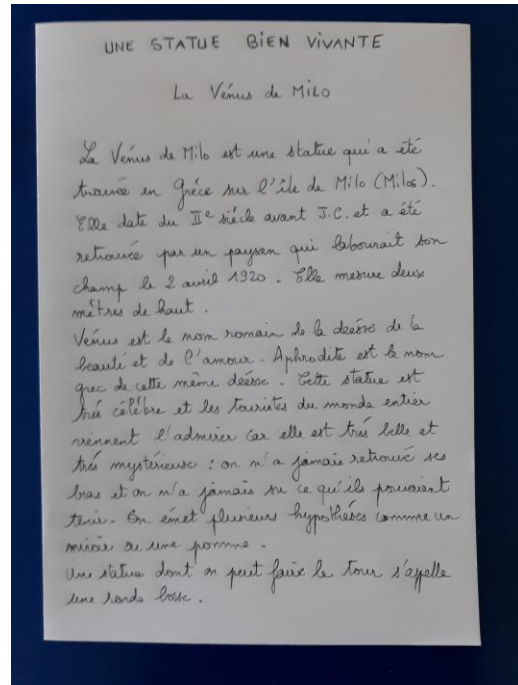 UNE STATUE BIEN VIVANTE
La Vénus de MILO
La Vénus de Milo est une statue qui a été
trouvée en Grèce sur l'île de Milo (Milos).
Elle date du IIe siècle avant J.C. et a été
retrouvée par un paysan qui labourait son
champ le 2 avril 1920. Elle mesure deux
mètres de haut.
Vénus est le nom romain de la déesse de la
beauté et de l'amour. Aphrodite est le nom
grec de cette même déesse. Cette statue est
très célèbre et les touristes du monde entier
viennent l'admirer car elle est très belle et
très mystérieuse : on n'a jamais retrouvé ses
bras et on n'a jamais su ce qu'ils pouvaient
tenir. On émet plusieurs hypothèses comme un
miroir ou une pomme.
Une statue dont on peut faire le tour s'appelle
une ronde bosse.